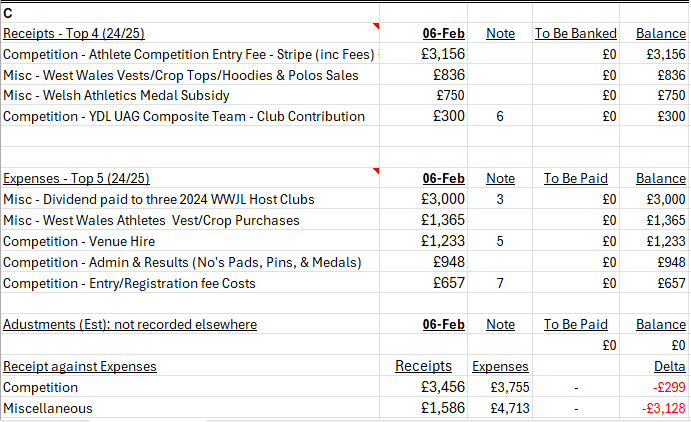 C
Receipts - Top 4 (24/25) 06-Feb Note To Be Banked Balance
Competition - Athlete Competition Entry Fee - Stripe (inc Fees) - £3,156 £0 £3,156
Misc - West Wales Vests/Crop Tops/Hoodies & Polos Sales £836 £0 £836
Misc - Welsh Athletics Medal Subsidy £750 £0 £750
Competition - YDL UAG Composite Team - Club Contribution £300 6 £0 £300
Expenses - Top 5 (24/25) 06-Feb Note To Be Paid Balance
Misc - Dividend paid to three 2024 WWJL Host Clubs £3,000 3 £0 £3,000
Misc - West Wales Athletes Vest/Crop Purchases £1,365 £0 £1,365
Competition - Venue Hire £1,233 5 £0 £1,233
Competition - Admin & Results (No's Pads, Pins, & Medals) £948 £0 £948
Competition - Entry/Registration fee Costs £657 7 £0 £657
Adustments (Est): not recorded elsewhere 06-Feb Note To Be Paid Balance
£0 £0
Receipt against Expenses Receipts Expenses Delta
Competition £3,456 £3,755 - -£299
Miscellaneous £1,586 £4,713 - -£3,128